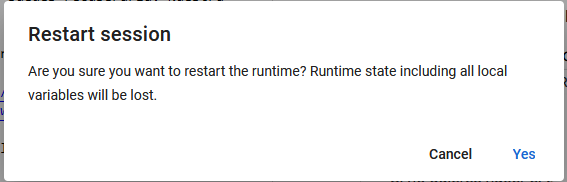 Restart session
Are you sure you want to restart the runtime? Runtime state including all local
variables will be lost.
Cancel
Yes